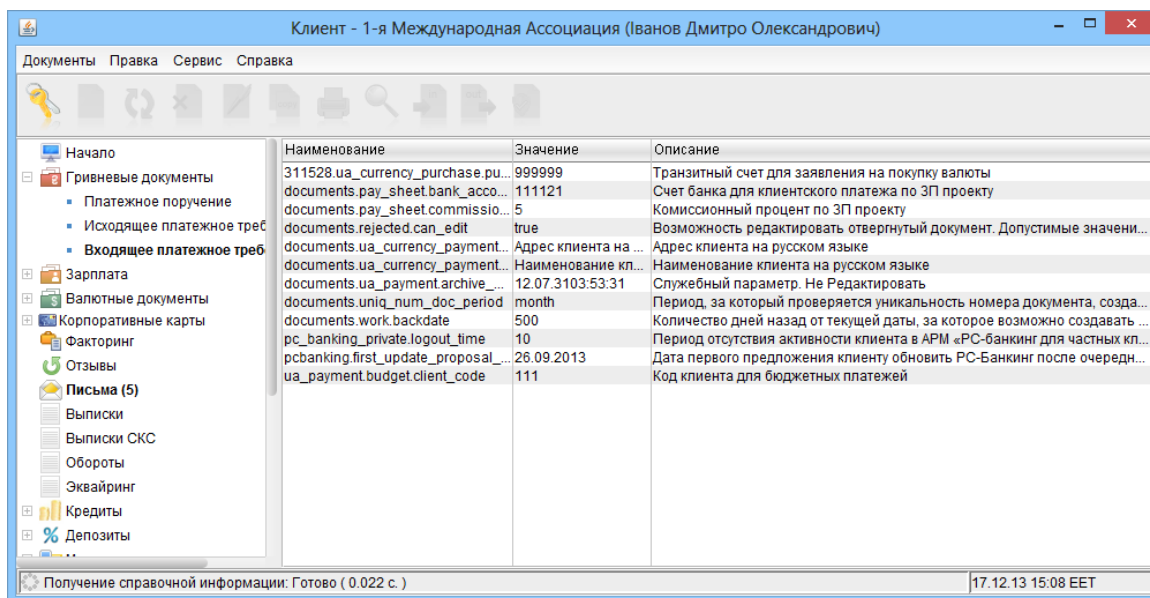 Клиент - 1-я Международная Ассоциация (Іванов Дмитро Олександрович)
Документы Правка Сервис Справка
Начало
Гривневые документы
Платежное поручение
Исходящее платежное треб
Входящее платежное требо
Зарплата
Валютные документы
Корпоративные карты
Факторинг
Отзывы
Письма (5)
Выписки
Выписки СКС
Обороты
Эквайринг
Кредиты
Депозиты
Наименование Значение Описание
311528.ua_currency_purchase.pu... 999999 Транзитный счет для заявления на покупку валюты
documents.pay_sheet.bank_acco... 111121 Счет банка для клиентского платежа по ЗП проекту
documents.pay_sheet.commissio... 5 Комиссионный процент по ЗП проекту
documents.rejected.can_edit true Возможность редактировать отвергнутый документ. Допустимые значени...
documents.ua_currency_payment... Адрес клиента на ... Адрес клиента на русском языке
documents.ua_currency_payment... Наименование кл... Наименование клиента на русском языке
documents.ua_payment.archive_... 12.07.3103:53:31 Служебный параметр. Не Редактировать
documents.uniq_num_doc_period month Период, за который проверяется уникальность номера документа, созда...
documents.work.backdate 500 Количество дней назад от текущей даты, за которое возможно создавать ...
pc_banking_private.logout_time 10 Период отсутствия активности клиента в АРМ «РС-банкинг для частных кл...
pcbanking.first_update_proposal_... 26.09.2013 Дата первого предложения клиенту обновить РС-Банкинг после очередн...
ua_payment.budget.client_code 111 Код клиента для бюджетных платежей
Получение справочной информации: Готово ( 0.022 с. ) 17.12.13 15:08 EET